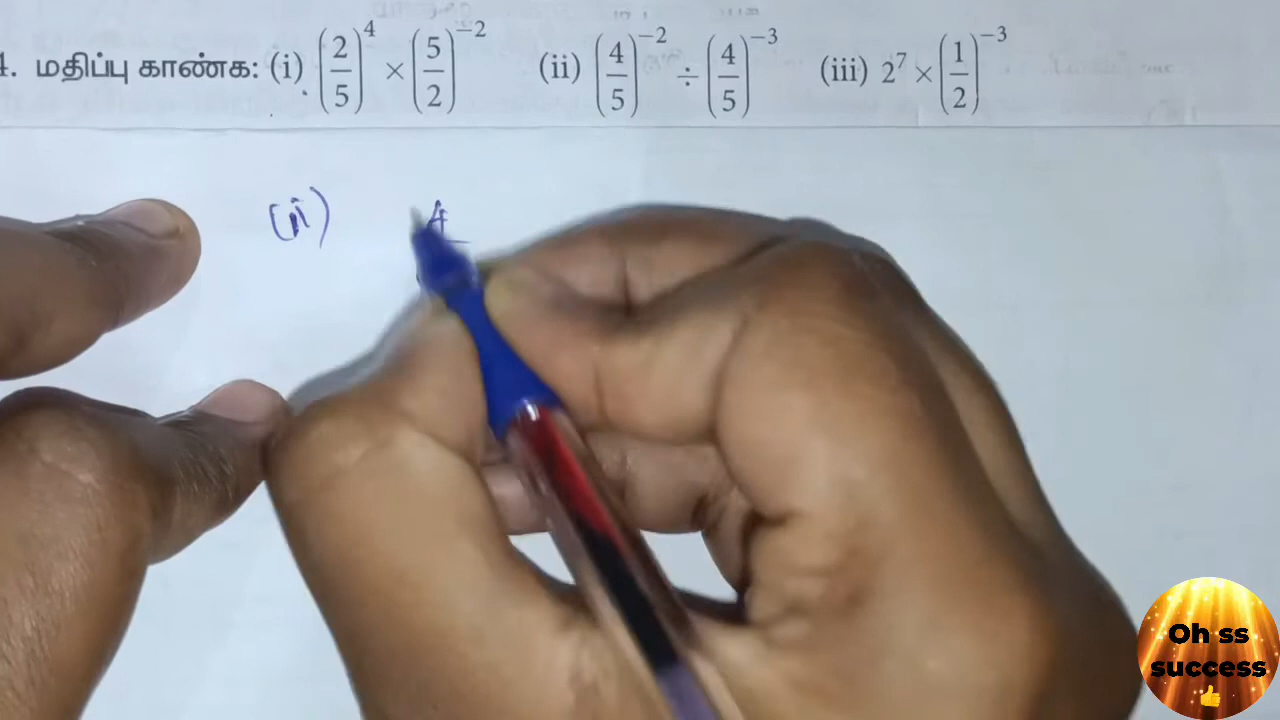 4. மதிப்பு காண்க: (i) (2/5)^4 × (5/2)^-2 (ii) (4/5)^-2 ÷ (4/5)^-3 (iii) 2^7 × (1/2)^-3
(ii) 4
Oh ss
success